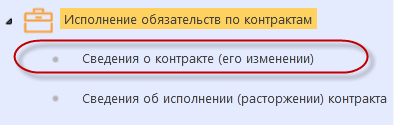 Исполнение обязательств по контрактам
Сведения о контракте (его изменении)
Сведения об исполнении (расторжении) контракта